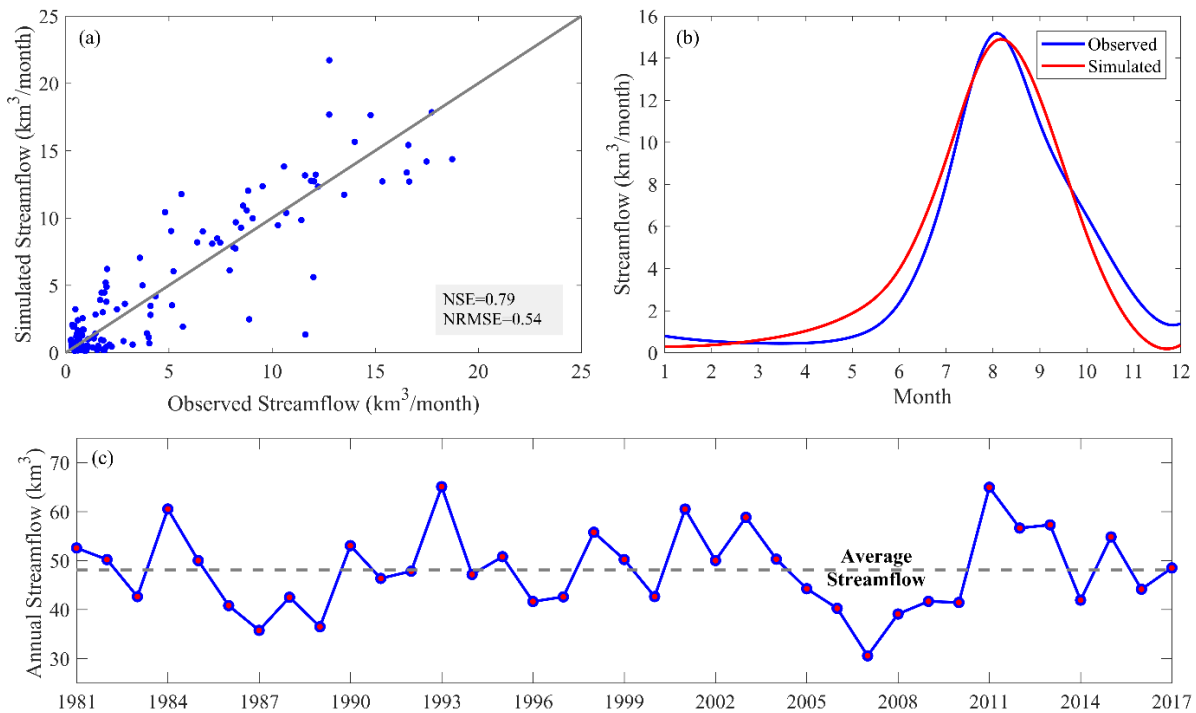 (a)
Simulated Streamflow (km³/month)
25
20
15
10
5
0
NSE=0.79
NRMSE=0.54
0 5 10 15 20 25
Observed Streamflow (km³/month)
(b)
Streamflow (km³/month)
16
14
12
10
8
6
4
2
0
Observed
Simulated
1 2 3 4 5 6 7 8 9 10 11 12
Month
(c)
Annual Streamflow (km³)
70
60
50
40
30
Average
Streamflow
1981 1984 1987 1990 1993 1996 1999 2002 2005 2008 2011 2014 2017